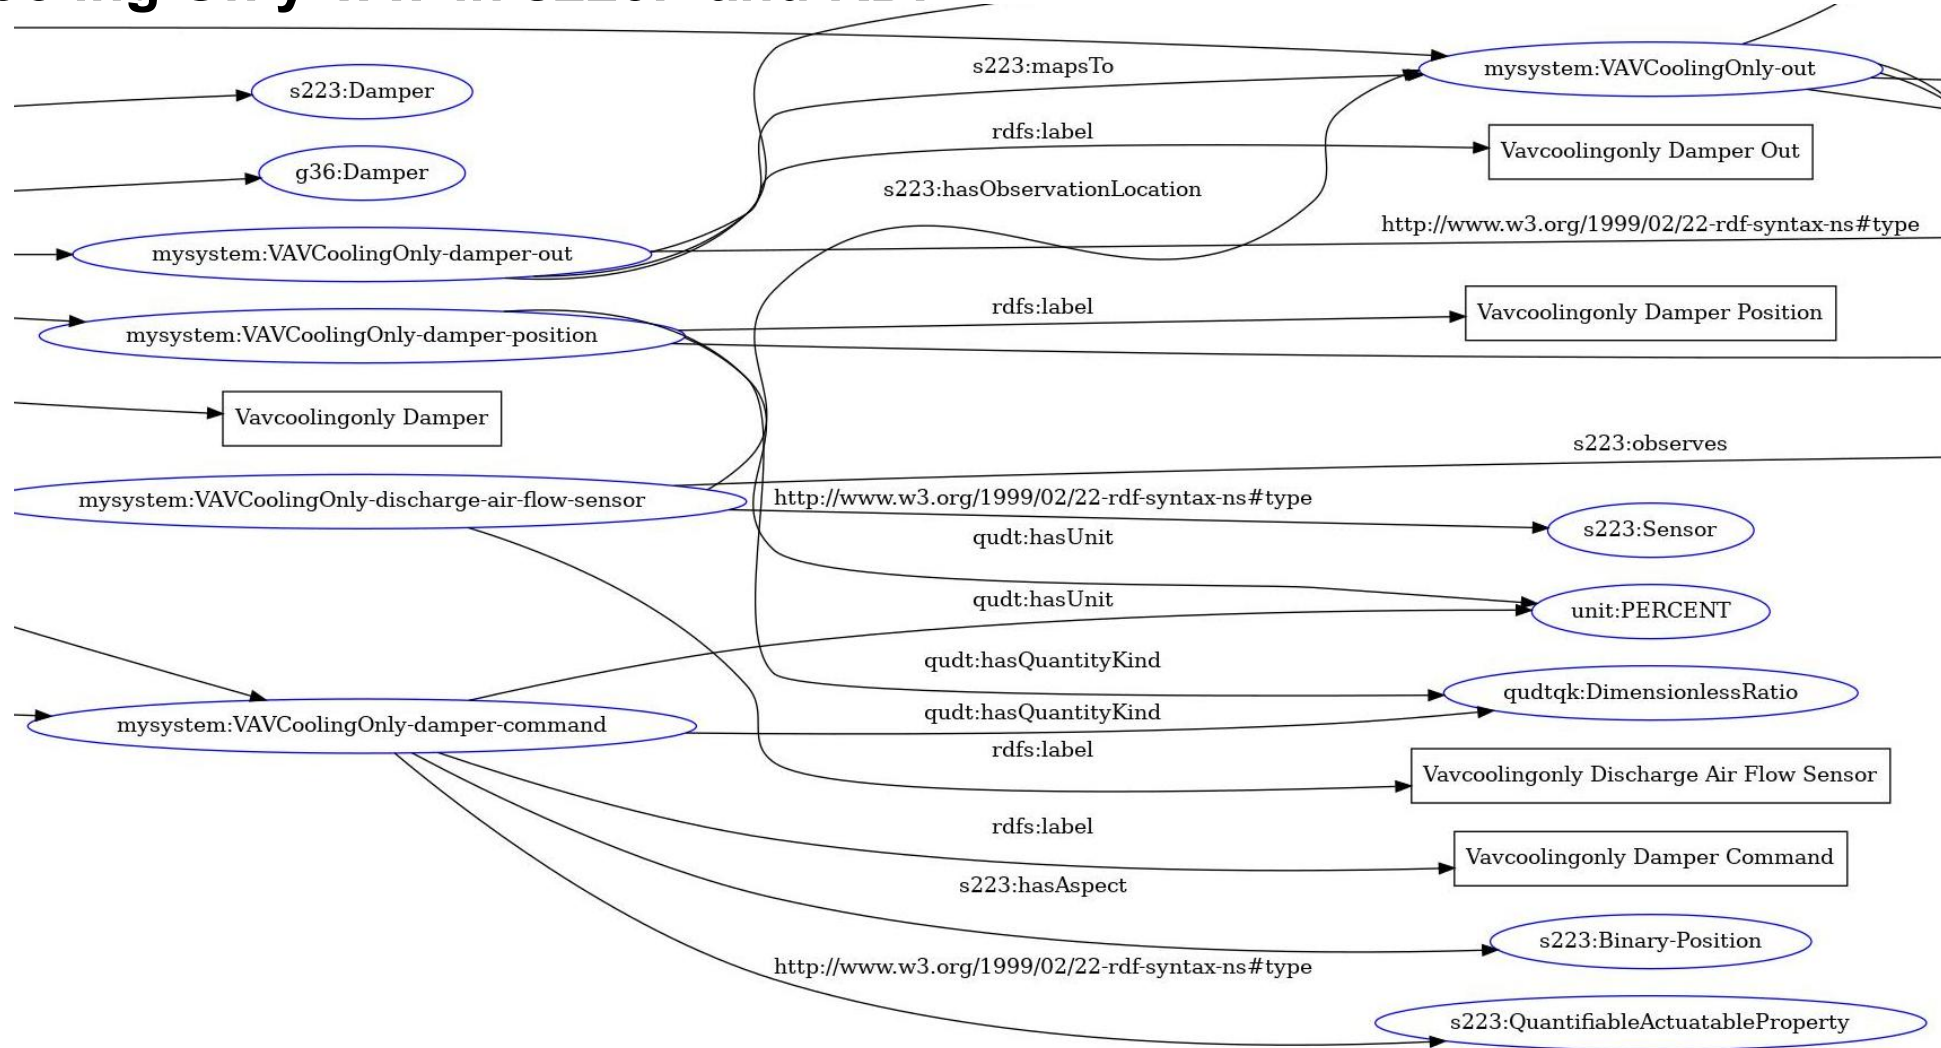 s223:mapsTo
mysystem:VAVCoolingOnly-out
s223:Damper
rdfs:label
Vavcoolingonly Damper Out
g36:Damper
s223:hasObservationLocation
http://www.w3.org/1999/02/22-rdf-syntax-ns#type
mysystem:VAVCoolingOnly-damper-out
rdfs:label
Vavcoolingonly Damper Position
mysystem:VAVCoolingOnly-damper-position
Vavcoolingonly Damper
s223:observes
mysystem:VAVCoolingOnly-discharge-air-flow-sensor
http://www.w3.org/1999/02/22-rdf-syntax-ns#type
s223:Sensor
qudt:hasUnit
qudt:hasUnit
unit:PERCENT
qudt:hasQuantityKind
qudtqk:DimensionlessRatio
qudt:hasQuantityKind
mysystem:VAVCoolingOnly-damper-command
rdfs:label
Vavcoolingonly Discharge Air Flow Sensor
rdfs:label
Vavcoolingonly Damper Command
s223:hasAspect
s223:Binary-Position
http://www.w3.org/1999/02/22-rdf-syntax-ns#type
s223:QuantifiableActuatableProperty